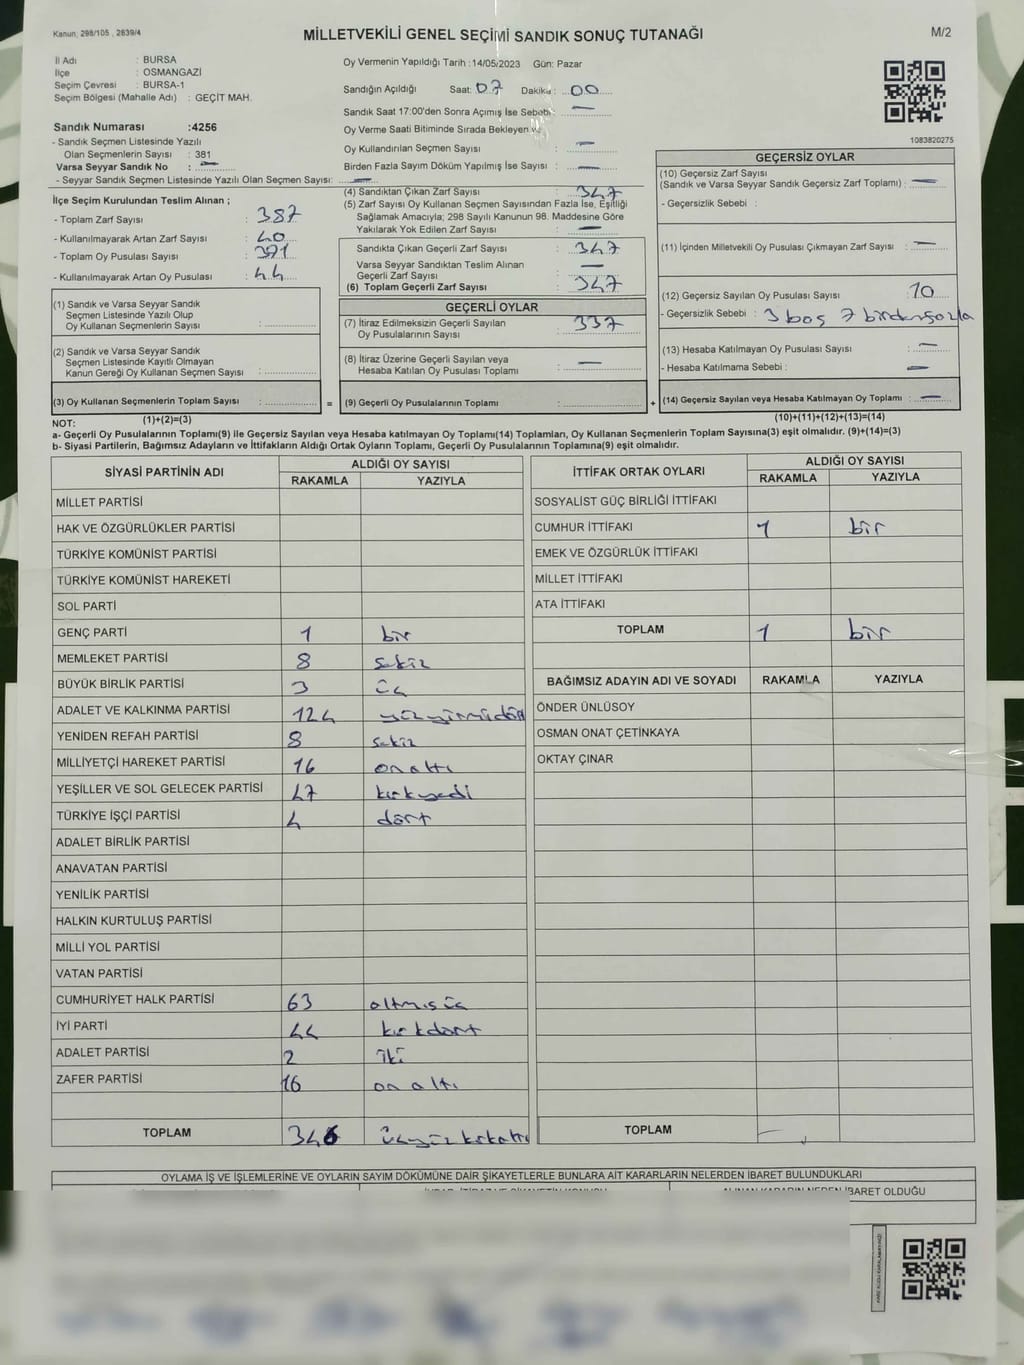 Kanun, 298/105 , 2839/4
MİLLETVEKİLİ GENEL SEÇİMİ SANDIK SONUÇ TUTANAĞI
M/2
İl Adı : BURSA
İlçe : OSMANGAZİ
Seçim Çevresi : BURSA-1
Seçim Bölgesi (Mahalle Adı) : GEÇİT MAH.
Sandık Numarası :4256
- Sandık Seçmen Listesinde Yazılı
Olan Seçmenlerin Sayısı : 381
Varsa Seyyar Sandık No : —
- Seyyar Sandık Seçmen Listesinde Yazılı Olan Seçmen Sayısı: —
İlçe Seçim Kurulundan Teslim Alınan ;
- Toplam Zarf Sayısı : 387
- Kullanılmayarak Artan Zarf Sayısı : 40
- Toplam Oy Pusulası Sayısı : 391
- Kullanılmayarak Artan Oy Pusulası : 44
(1) Sandık ve Varsa Seyyar Sandık
Seçmen Listesinde Yazılı Olup
Oy Kullanan Seçmenlerin Sayısı :
(2) Sandık ve Varsa Seyyar Sandık
Seçmen Listesinde Kayıtlı Olmayan
Kanun Gereği Oy Kullanan Seçmen Sayısı :
(3) Oy Kullanan Seçmenlerin Toplam Sayısı :
(1)+(2)=(3)
Oy Vermenin Yapıldığı Tarih :14/05/2023 Gün: Pazar
Sandığın Açıldığı Saat: 07 Dakika : 00
Sandık Saat 17:00'den Sonra Açılmış İse Sebebi : —
Oy Verme Saati Bitiminde Sırada Bekleyen ve
Oy Kullandırılan Seçmen Sayısı : —
Birden Fazla Sayım Döküm Yapılmış İse Sayısı : —
(4) Sandıktan Çıkan Zarf Sayısı : 347
(5) Zarf Sayısı Oy Kullanan Seçmen Sayısından Fazla İse, Eşitliği
Sağlamak Amacıyla; 298 Sayılı Kanunun 98. Maddesine Göre
Yakılarak Yok Edilen Zarf Sayısı : —
Sandıkta Çıkan Geçerli Zarf Sayısı : 347
Varsa Seyyar Sandıktan Teslim Alınan
Geçerli Zarf Sayısı : —
(6) Toplam Geçerli Zarf Sayısı : 347
GEÇERLİ OYLAR
(7) İtiraz Edilmeksizin Geçerli Sayılan
Oy Pusulalarının Sayısı : 337
(8) İtiraz Üzerine Geçerli Sayılan veya
Hesaba Katılan Oy Pusulası Toplamı : —
= (9) Geçerli Oy Pusulalarının Toplamı :
1083820275
GEÇERSİZ OYLAR
(10) Geçersiz Zarf Sayısı
(Sandık ve Varsa Seyyar Sandık Geçersiz Zarf Toplamı) : —
- Geçersizlik Sebebi :
(11) İçinden Milletvekili Oy Pusulası Çıkmayan Zarf Sayısı : —
(12) Geçersiz Sayılan Oy Pusulası Sayısı : 10
- Geçersizlik Sebebi : 3 boş 7 birden fazla
(13) Hesaba Katılmayan Oy Pusulası Sayısı : —
- Hesaba Katılmama Sebebi : —
+ (14) Geçersiz Sayılan veya Hesaba Katılmayan Oy Toplamı : —
(10)+(11)+(12)+(13)=(14)
NOT:
a- Geçerli Oy Pusulalarının Toplamı(9) ile Geçersiz Sayılan veya Hesaba katılmayan Oy Toplamı(14) Toplamları, Oy Kullanan Seçmenlerin Toplam Sayısına(3) eşit olmalıdır. (9)+(14)=(3)
b- Siyasi Partilerin, Bağımsız Adayların ve İttifakların Aldığı Ortak Oyların Toplamı, Geçerli Oy Pusulalarının Toplamına(9) eşit olmalıdır.
SİYASİ PARTİNİN ADI ALDIĞI OY SAYISI
RAKAMLA YAZIYLA
MİLLET PARTİSİ
HAK VE ÖZGÜRLÜKLER PARTİSİ
TÜRKİYE KOMÜNİST PARTİSİ
TÜRKİYE KOMÜNİST HAREKETİ
SOL PARTİ
GENÇ PARTİ 1 bir
MEMLEKET PARTİSİ 8 sekiz
BÜYÜK BİRLİK PARTİSİ 3 üç
ADALET VE KALKINMA PARTİSİ 124 yüzyirmidört
YENİDEN REFAH PARTİSİ 8 sekiz
MİLLİYETÇİ HAREKET PARTİSİ 16 onaltı
YEŞİLLER VE SOL GELECEK PARTİSİ 47 kırkyedi
TÜRKİYE İŞÇİ PARTİSİ 4 dört
ADALET BİRLİK PARTİSİ
ANAVATAN PARTİSİ
YENİLİK PARTİSİ
HALKIN KURTULUŞ PARTİSİ
MİLLİ YOL PARTİSİ
VATAN PARTİSİ
CUMHURİYET HALK PARTİSİ 63 altmışüç
İYİ PARTİ 44 kırkdört
ADALET PARTİSİ 2 iki
ZAFER PARTİSİ 16 on altı
TOPLAM 346 üçyüzkırkaltı
İTTİFAK ORTAK OYLARI ALDIĞI OY SAYISI
RAKAMLA YAZIYLA
SOSYALİST GÜÇ BİRLİĞİ İTTİFAKI
CUMHUR İTTİFAKI 1 bir
EMEK VE ÖZGÜRLÜK İTTİFAKI
MİLLET İTTİFAKI
ATA İTTİFAKI
TOPLAM 1 bir
BAĞIMSIZ ADAYIN ADI VE SOYADI RAKAMLA YAZIYLA
ÖNDER ÜNLÜSOY
OSMAN ONAT ÇETİNKAYA
OKTAY ÇINAR
TOPLAM
OYLAMA İŞ VE İŞLEMLERİNE VE OYLARIN SAYIM DÖKÜMÜNE DAİR ŞİKAYETLERLE BUNLARA AİT KARARLARIN NELERDEN İBARET BULUNDUKLARI
İBARET OLDUĞU